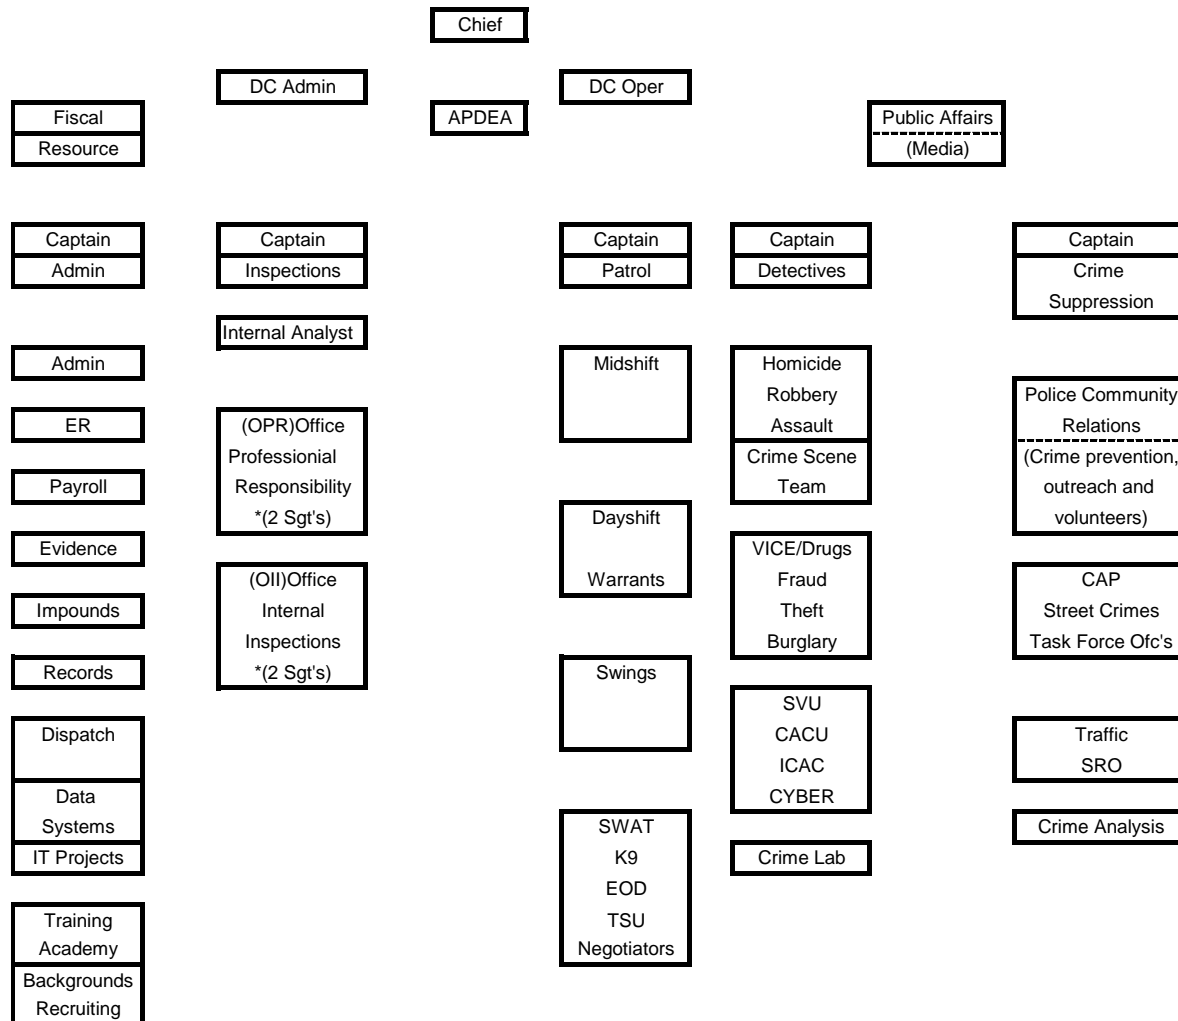 Chief
DC Admin
DC Oper
Fiscal
Resource
APDEA
Public Affairs
(Media)
Captain
Admin
Admin
ER
Payroll
Evidence
Impounds
Records
Dispatch
Data
Systems
IT Projects
Training
Academy
Backgrounds
Recruiting
Captain
Inspections
Internal Analyst
(OPR)Office
Professionial
Responsibility
*(2 Sgt's)
(OII)Office
Internal
Inspections
*(2 Sgt's)
Captain
Patrol
Midshift
Dayshift
Warrants
Swings
SWAT
K9
EOD
TSU
Negotiators
Captain
Detectives
Homicide
Robbery
Assault
Crime Scene
Team
VICE/Drugs
Fraud
Theft
Burglary
SVU
CACU
ICAC
CYBER
Crime Lab
Captain
Crime
Suppression
Police Community
Relations
(Crime prevention,
outreach and
volunteers)
CAP
Street Crimes
Task Force Ofc's
Traffic
SRO
Crime Analysis